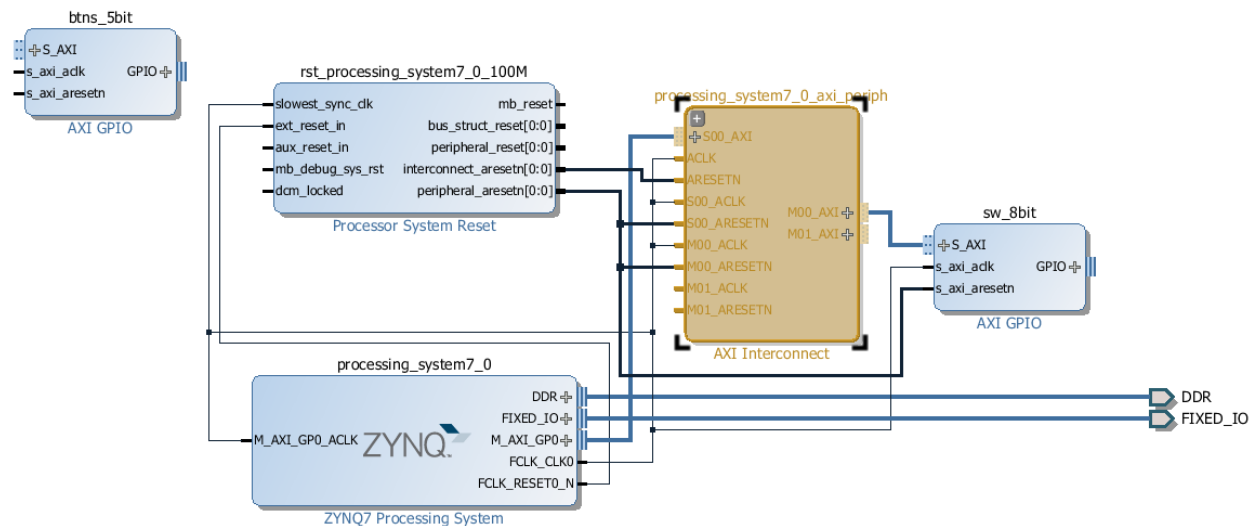 btns_5bit
S_AXI
s_axi_aclk
GPIO
s_axi_aresetn
AXI GPIO
rst_processing_system7_0_100M
slowest_sync_clk
mb_reset
ext_reset_in
bus_struct_reset[0:0]
aux_reset_in
peripheral_reset[0:0]
mb_debug_sys_rst
interconnect_aresetn[0:0]
dcm_locked
peripheral_aresetn[0:0]
Processor System Reset
processing_system7_0_axi_periph
S00_AXI
ACLK
ARESETN
S00_ACLK
S00_ARESETN
M00_AXI
M00_ACLK
M01_AXI
M00_ARESETN
M01_ACLK
M01_ARESETN
AXI Interconnect
sw_8bit
S_AXI
s_axi_aclk
GPIO
s_axi_aresetn
AXI GPIO
processing_system7_0
DDR
FIXED_IO
M_AXI_GP0_ACLK
ZYNQ
M_AXI_GP0
FCLK_CLK0
FCLK_RESET0_N
ZYNQ7 Processing System
DDR
FIXED_IO